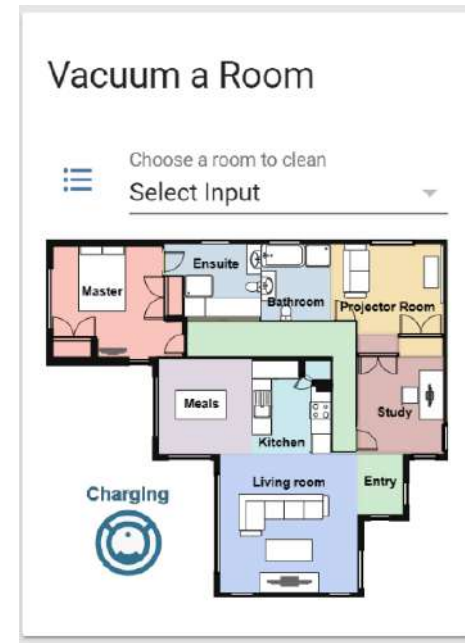 Vacuum a Room
Choose a room to clean
Select Input
Ensuite
Master
Bathroom
Projector Room
Meals
Study
Kitchen
Living room
Entry
Charging